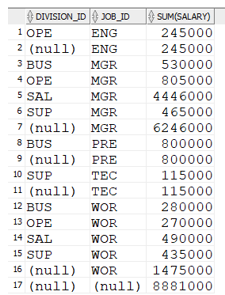 DIVISION_ID JOB_ID SUM(SALARY)
1 OPE ENG 245000
2 (null) ENG 245000
3 BUS MGR 530000
4 OPE MGR 805000
5 SAL MGR 4446000
6 SUP MGR 465000
7 (null) MGR 6246000
8 BUS PRE 800000
9 (null) PRE 800000
10 SUP TEC 115000
11 (null) TEC 115000
12 BUS WOR 280000
13 OPE WOR 270000
14 SAL WOR 490000
15 SUP WOR 435000
16 (null) WOR 1475000
17 (null) (null) 8881000